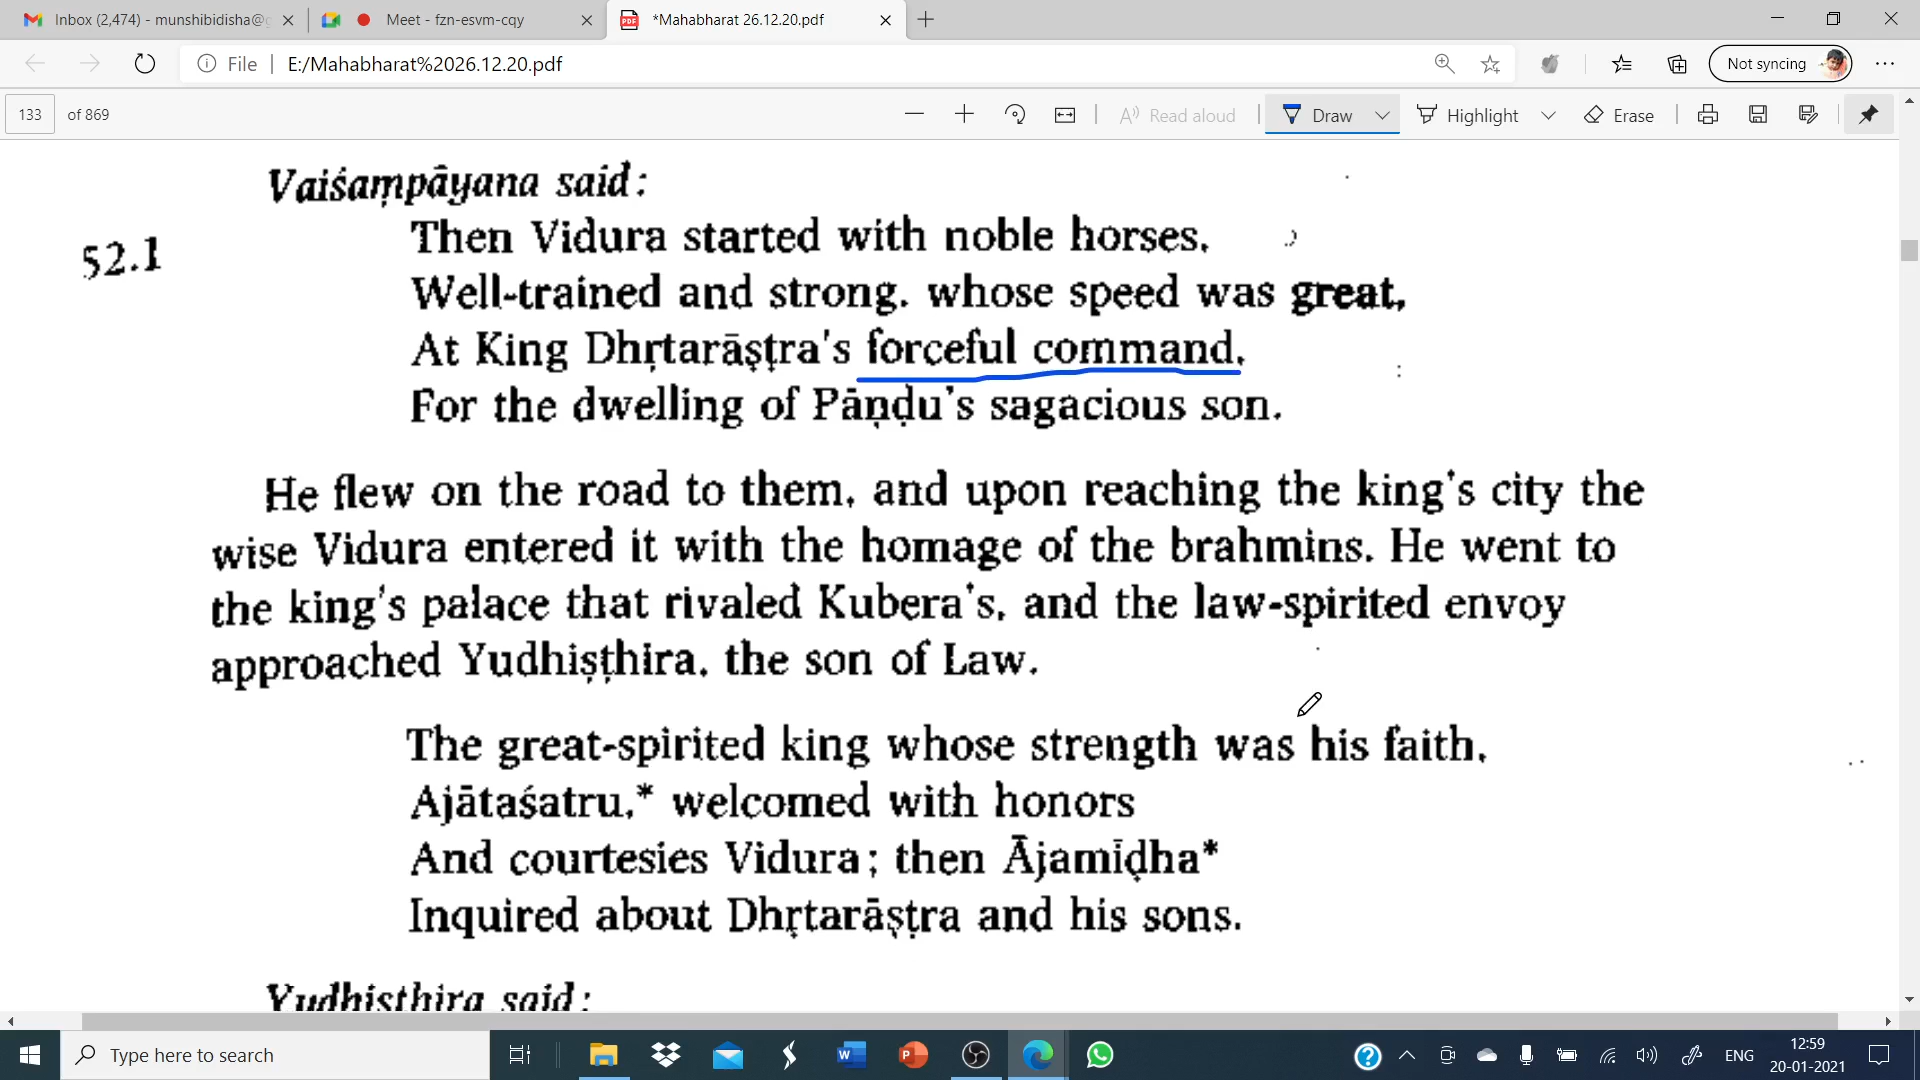 Inbox (2,474) - munshibidisha@g
Meet - fzn-esvm-cqy
*Mahabharat 26.12.20.pdf
File
E:/Mahabharat%2026.12.20.pdf
Not syncing
133 of 869
Read aloud
Draw
Highlight
Erase
Vaiśaṃpāyana said:
52.1
Then Vidura started with noble horses,
Well-trained and strong, whose speed was great,
At King Dhṛtarāṣṭra's forceful command,
For the dwelling of Pāṇḍu's sagacious son.
He flew on the road to them, and upon reaching the king's city the
wise Vidura entered it with the homage of the brahmins. He went to
the king's palace that rivaled Kubera's, and the law-spirited envoy
approached Yudhiṣṭhira, the son of Law.
The great-spirited king whose strength was his faith,
Ajātaśatru,* welcomed with honors
And courtesies Vidura; then Ājamīḍha*
Inquired about Dhṛtarāṣṭra and his sons.
Yudhiṣṭhira said:
Type here to search
ENG
12:59
20-01-2021